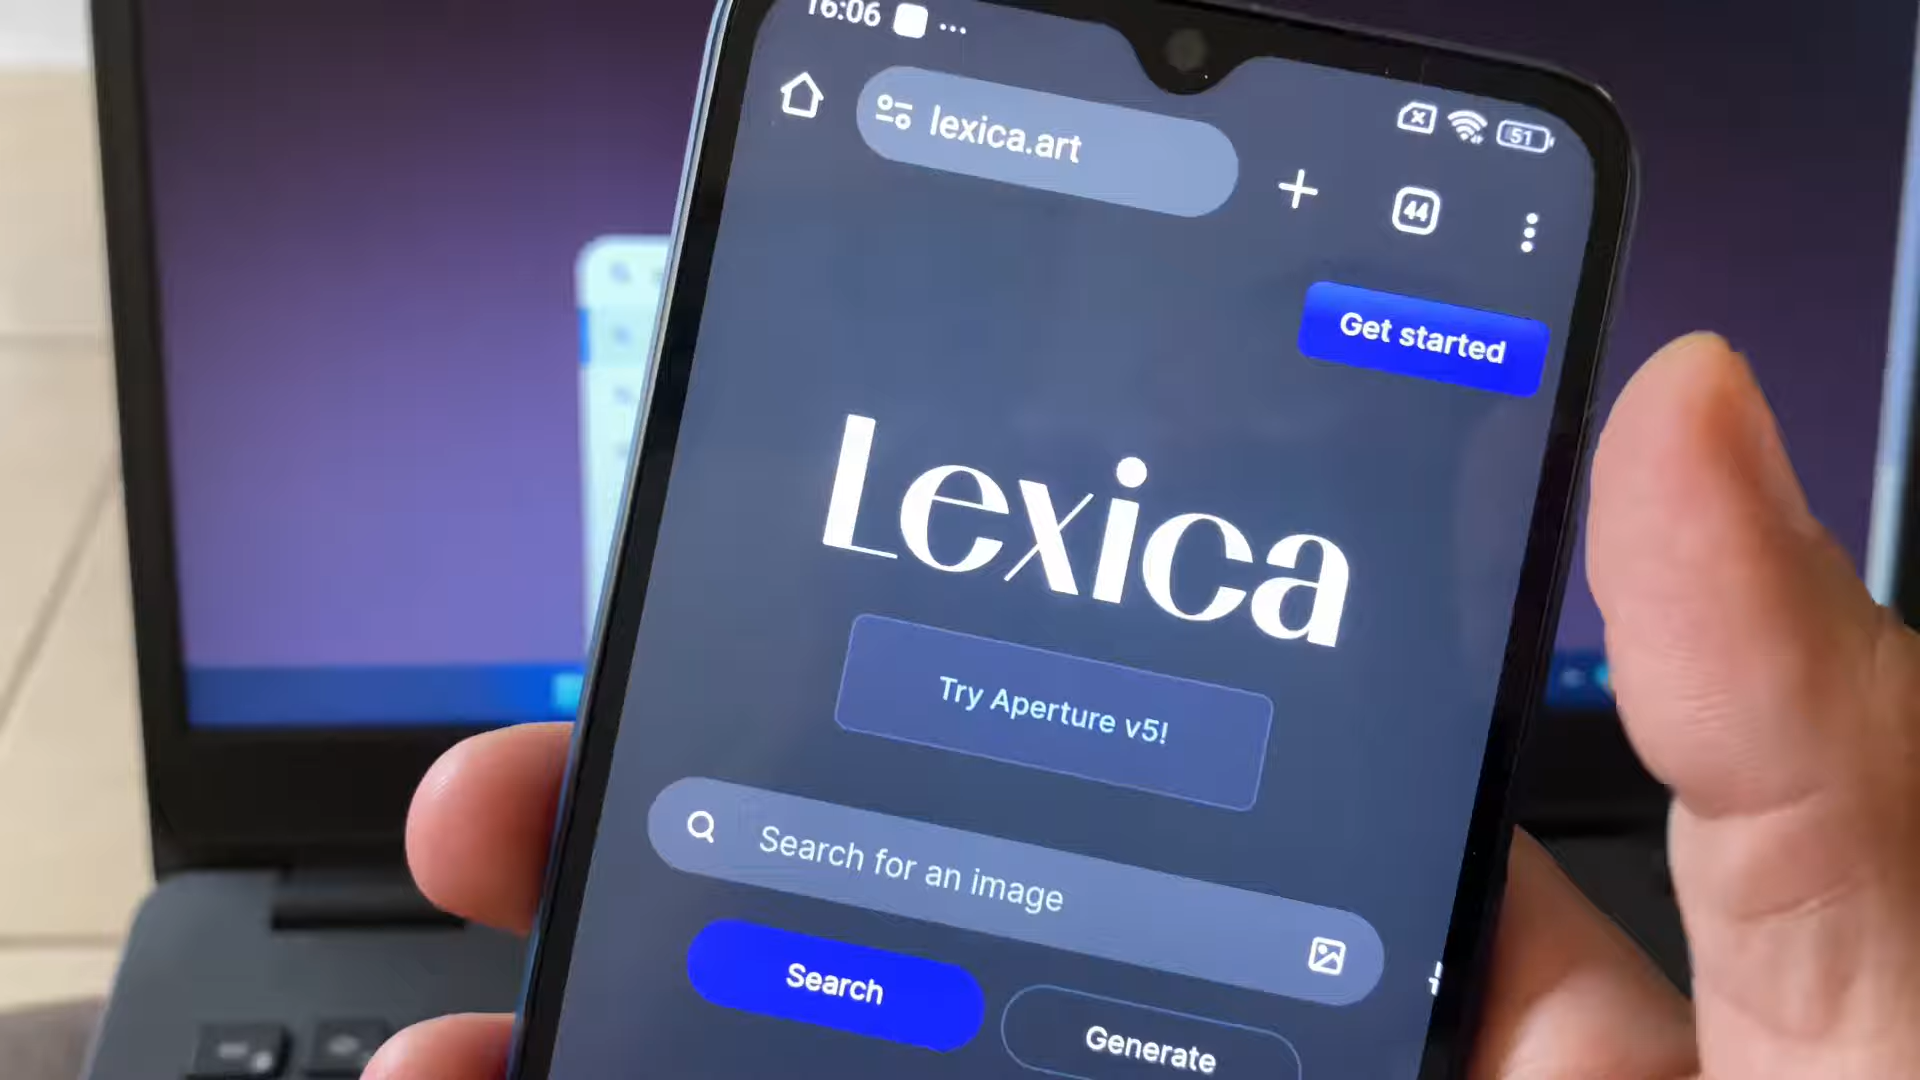 16:06
51
lexica.art
44
Get started
Lexica
Try Aperture v5!
Search for an image
Search
Generate